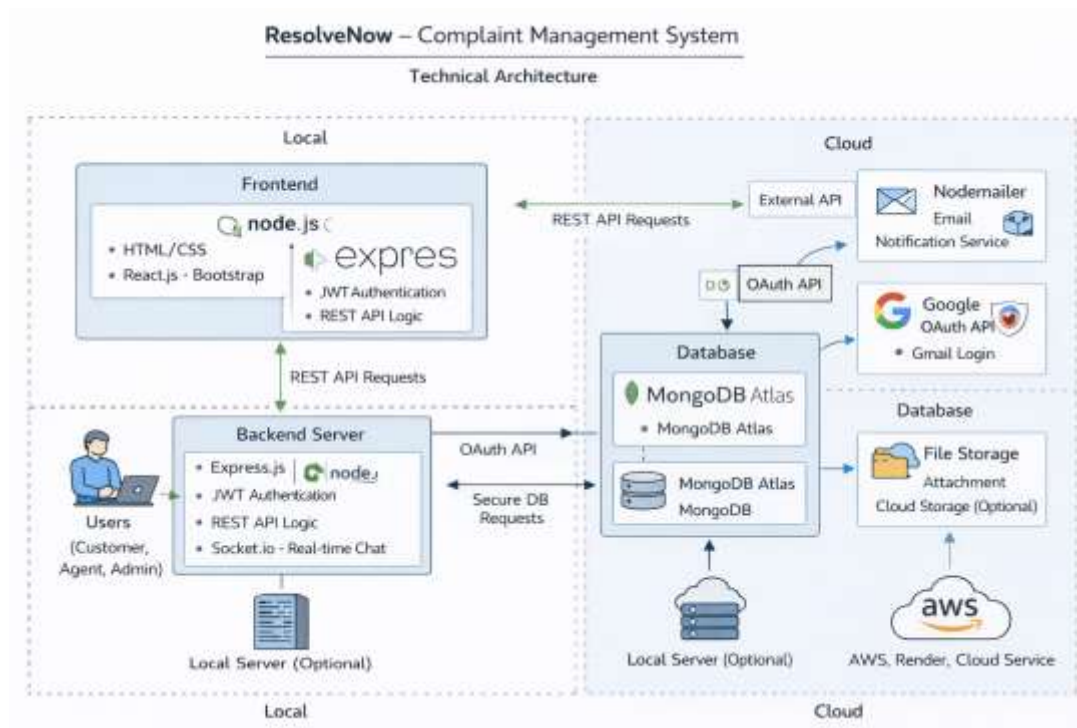 ResolveNow – Complaint Management System
Technical Architecture
Local
Frontend
node.js
• HTML/CSS
• React.js - Bootstrap
expres
• JWT Authentication
• REST API Logic
REST API Requests
REST API Requests
Users
(Customer,
Agent, Admin)
Backend Server
• Express.js
node
• JWT Authentication
• REST API Logic
• Socket.io - Real-time Chat
Local Server (Optional)
Local
OAuth API
Secure DB
Requests
Cloud
External API
Nodemailer
Email
Notification Service
OAuth API
Google
OAuth API
• Gmail Login
Database
MongoDB Atlas
• MongoDB Atlas
MongoDB Atlas
MongoDB
Database
File Storage
Attachment
Cloud Storage (Optional)
Local Server (Optional)
aws
AWS, Render, Cloud Service
Cloud